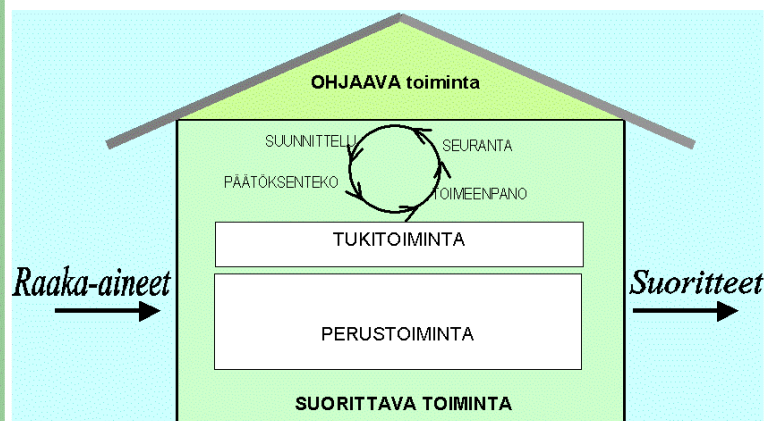 OHJAAVA toiminta
SUUNNITTELU
SEURANTA
PÄÄTÖKSENTEKO
TOIMEENPANO
TUKITOIMINTA
Raaka-aineet
Suoritteet
PERUSTOIMINTA
SUORITTAVA TOIMINTA